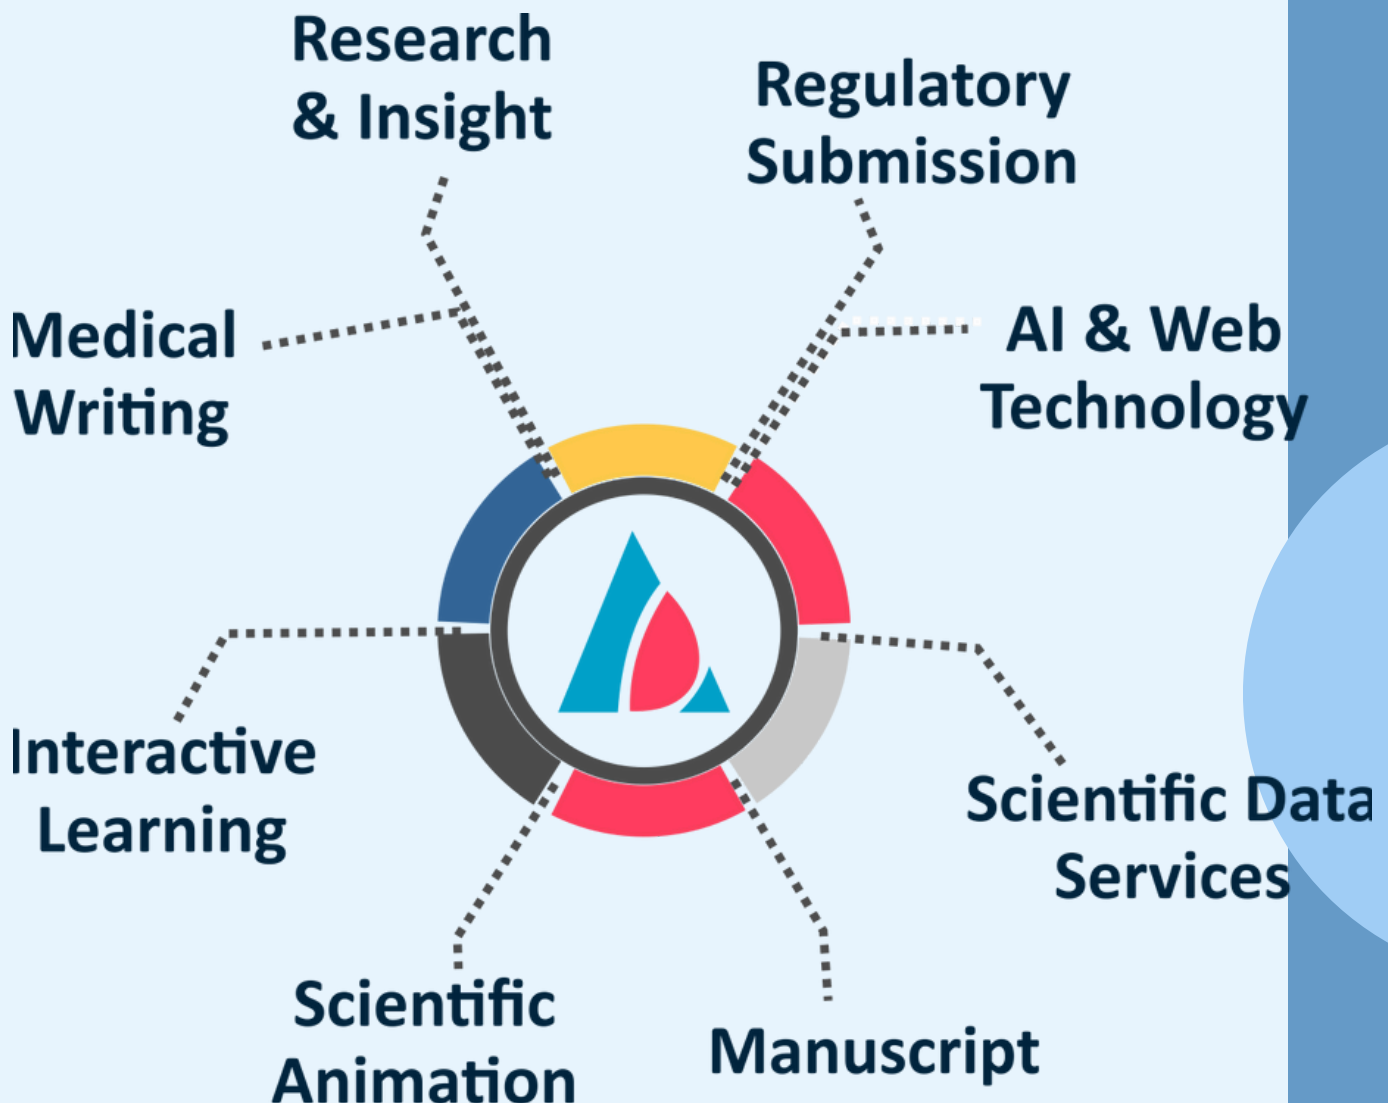 Research
& Insight
Regulatory
Submission
Medical
Writing
AI & Web
Technology
Interactive
Learning
Scientific Data
Services
Scientific
Animation
Manuscript